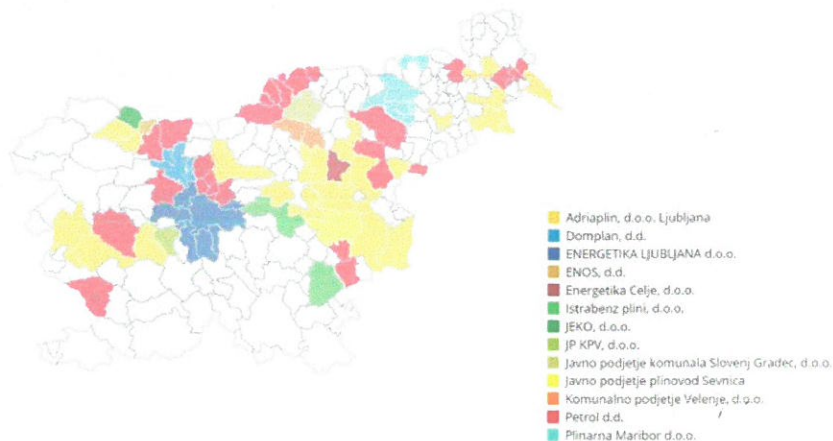 Adriaplin, d.o.o. Ljubljana
Domplan, d.d.
ENERGETIKA LJUBLJANA d.o.o.
ENOS, d.d.
Energetika Celje, d.o.o.
Istrabenz plini, d.o.o.
JEKO, d.o.o.
JP KPV, d.o.o.
Javno podjetje komunala Slovenj Gradec, d.o.o.
Javno podjetje plinovod Sevnica
Komunalno podjetje Velenje, d.o.o.
Petrol d.d.
Plinarna Maribor d.o.o.